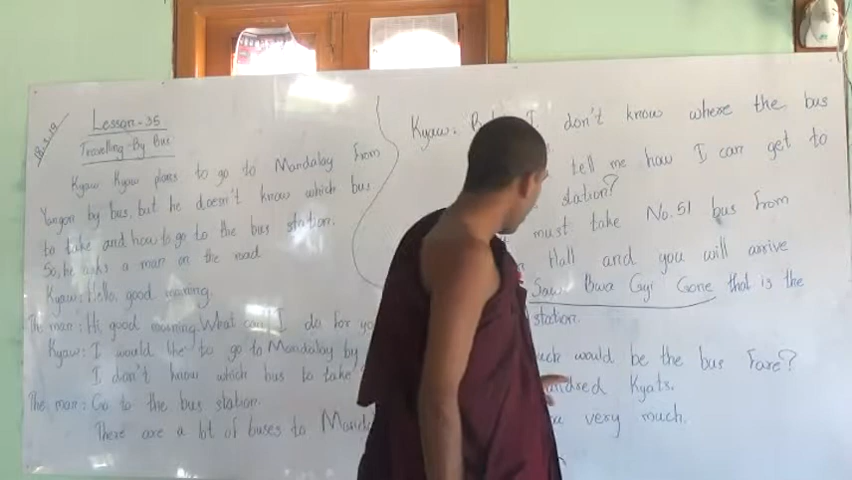 18.5.19
Lesson-35
Travelling-By Bus
Kyaw Kyaw plans to go to Mandalay from
Yangon by bus, but he doesn't know which bus
to take and how to go to the bus station.
So, he asks a man on the road
Kyaw: Hello, good morning.
The man: Hi, good morning. What can I do for yo
Kyaw: I would like to go to Mandalay by
I don't know which bus to take
The man: Go to the bus station.
There are a lot of buses to Manda
Kyaw: I don't know where the bus
tell me how I can get to
station?
must take No.51 bus from
Hall and you will arrive
Saw Bwa Gyi Gone that is the
station.
uch would be the bus fare?
undred Kyats.
u very much.